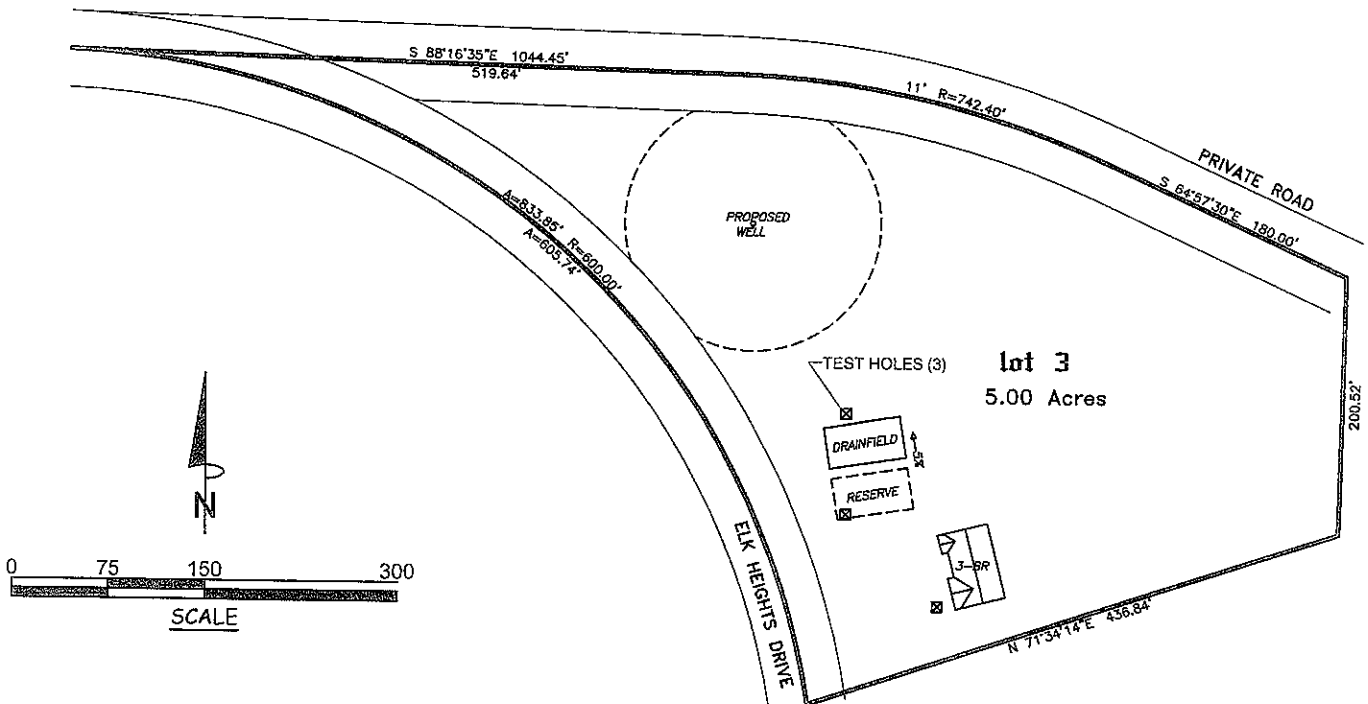 S 88°16'35"E 1044.45'
519.64'
11' R=742.40'
PRIVATE ROAD
S 64°57'30"E 180.00'
A=833.85' R=600.00'
A=605.74'
PROPOSED
WELL
TEST HOLES (3)
lot 3
5.00 Acres
200.52'
DRAINFIELD
5%
RESERVE
3-BR
ELK HEIGHTS DRIVE
N 71°34'14"E 436.84'
N
0 75 150 300
SCALE